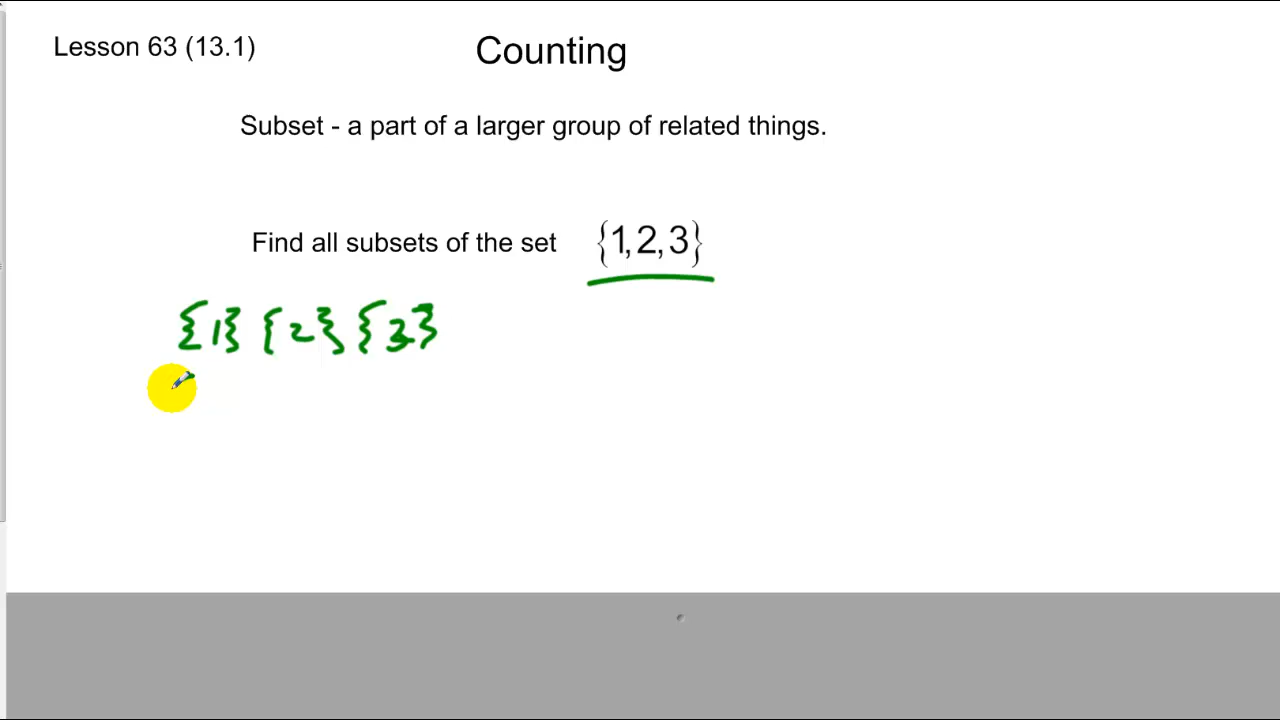 Lesson 63 (13.1)
Counting
Subset - a part of a larger group of related things.
Find all subsets of the set {1,2,3}
{1} {2} {3}